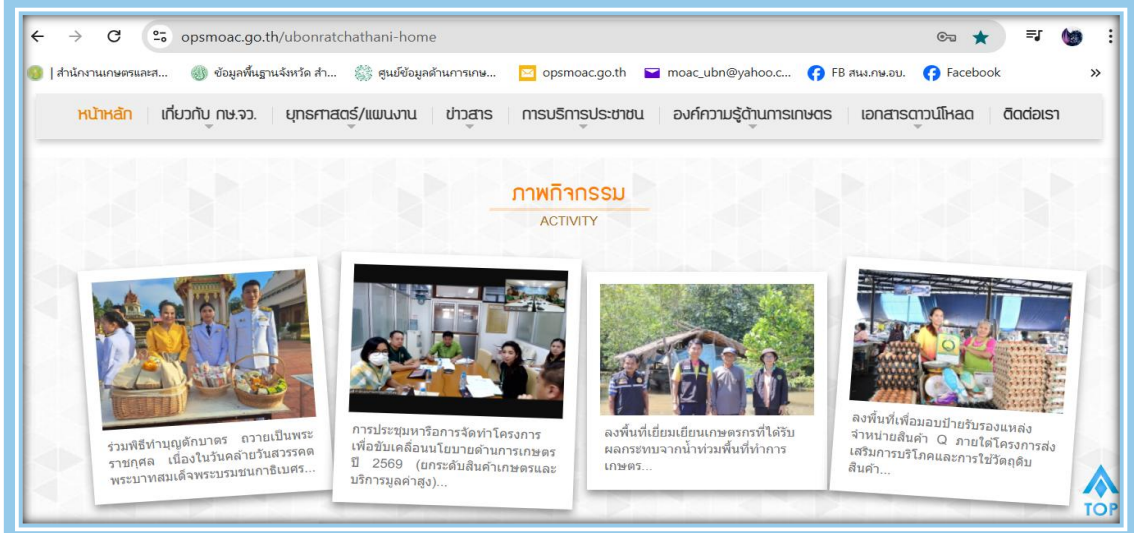 opsmoac.go.th/ubonratchathani-home
| สำนักงานเกษตรและส... ข้อมูลพื้นฐานจังหวัด สำ... ศูนย์ข้อมูลด้านการเกษ... opsmoac.go.th moac_ubn@yahoo.c... FB สนง.กษ.อบ. Facebook »
หน้าหลัก เกี่ยวกับ กษ.จว. ยุทธศาสตร์/แผนงาน ข่าวสาร การบริการประชาชน องค์ความรู้ด้านการเกษตร เอกสารดาวน์โหลด ติดต่อเรา
ภาพกิจกรรม
ACTIVITY
ร่วมพิธีทำบุญตักบาตร ถวายเป็นพระ
ราชกุศล เนื่องในวันคล้ายวันสวรรคต
พระบาทสมเด็จพระบรมชนกาธิเบศร...
การประชุมหารือการจัดทำโครงการ
เพื่อขับเคลื่อนนโยบายด้านการเกษตร
ปี 2569 (ยกระดับสินค้าเกษตรและ
บริการมูลค่าสูง)...
ลงพื้นที่เยี่ยมเยียนเกษตรกรที่ได้รับ
ผลกระทบจากน้ำท่วมพื้นที่ทำการ
เกษตร...
ลงพื้นที่เพื่อมอบป้ายรับรองแหล่ง
จำหน่ายสินค้า Q ภายใต้โครงการส่ง
เสริมการบริโภคและการใช้วัตถุดิบ
สินค้า...
TOP